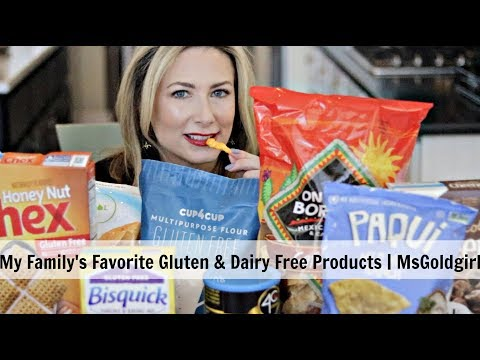 Honey Nut
hex
Gluten Free
CUP4CUP
MULTIPURPOSE FLOUR
GLUTEN FREE
ON
BOR
MEXIC
PAQUI
My Family's Favorite Gluten & Dairy Free Products | MsGoldgirl
Bisquick
4C